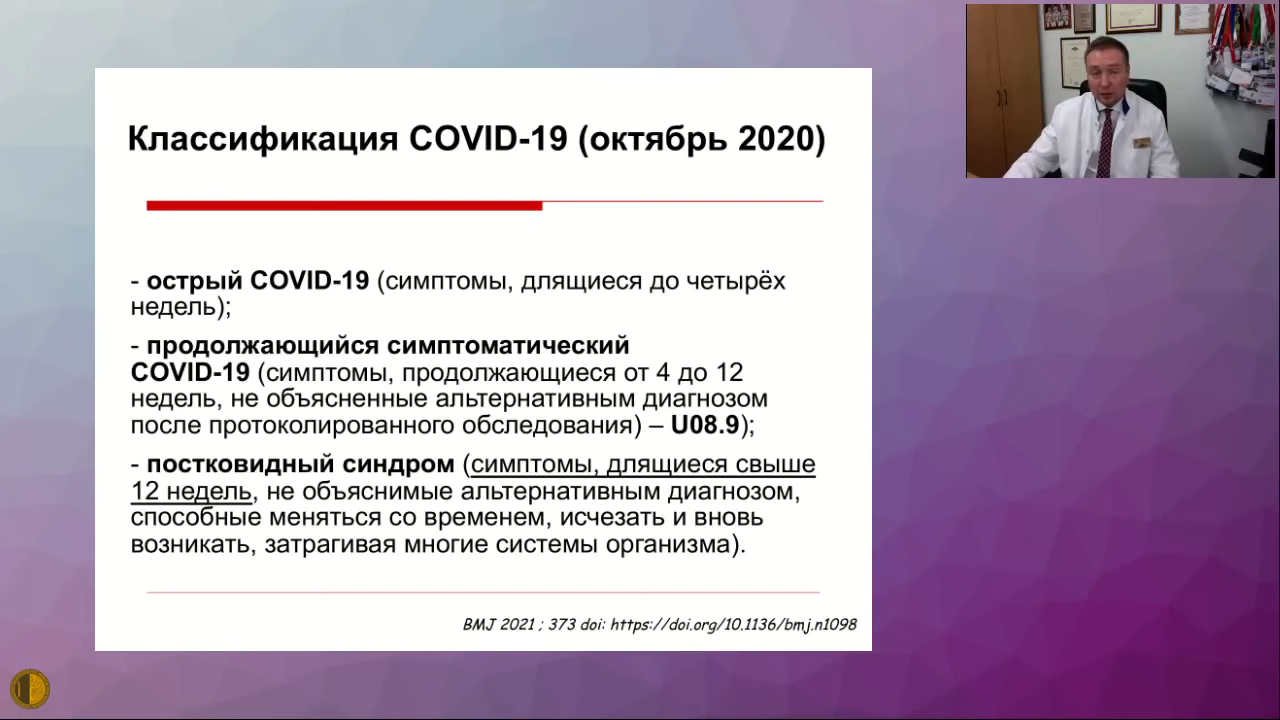 Классификация COVID-19 (октябрь 2020)
- острый COVID-19 (симптомы, длящиеся до четырёх
недель);
- продолжающийся симптоматический
COVID-19 (симптомы, продолжающиеся от 4 до 12
недель, не объясненные альтернативным диагнозом
после протоколированного обследования) – U08.9);
- постковидный синдром (симптомы, длящиеся свыше
12 недель, не объяснимые альтернативным диагнозом,
способные меняться со временем, исчезать и вновь
возникать, затрагивая многие системы организма).
BMJ 2021 ; 373 doi: https://doi.org/10.1136/bmj.n1098